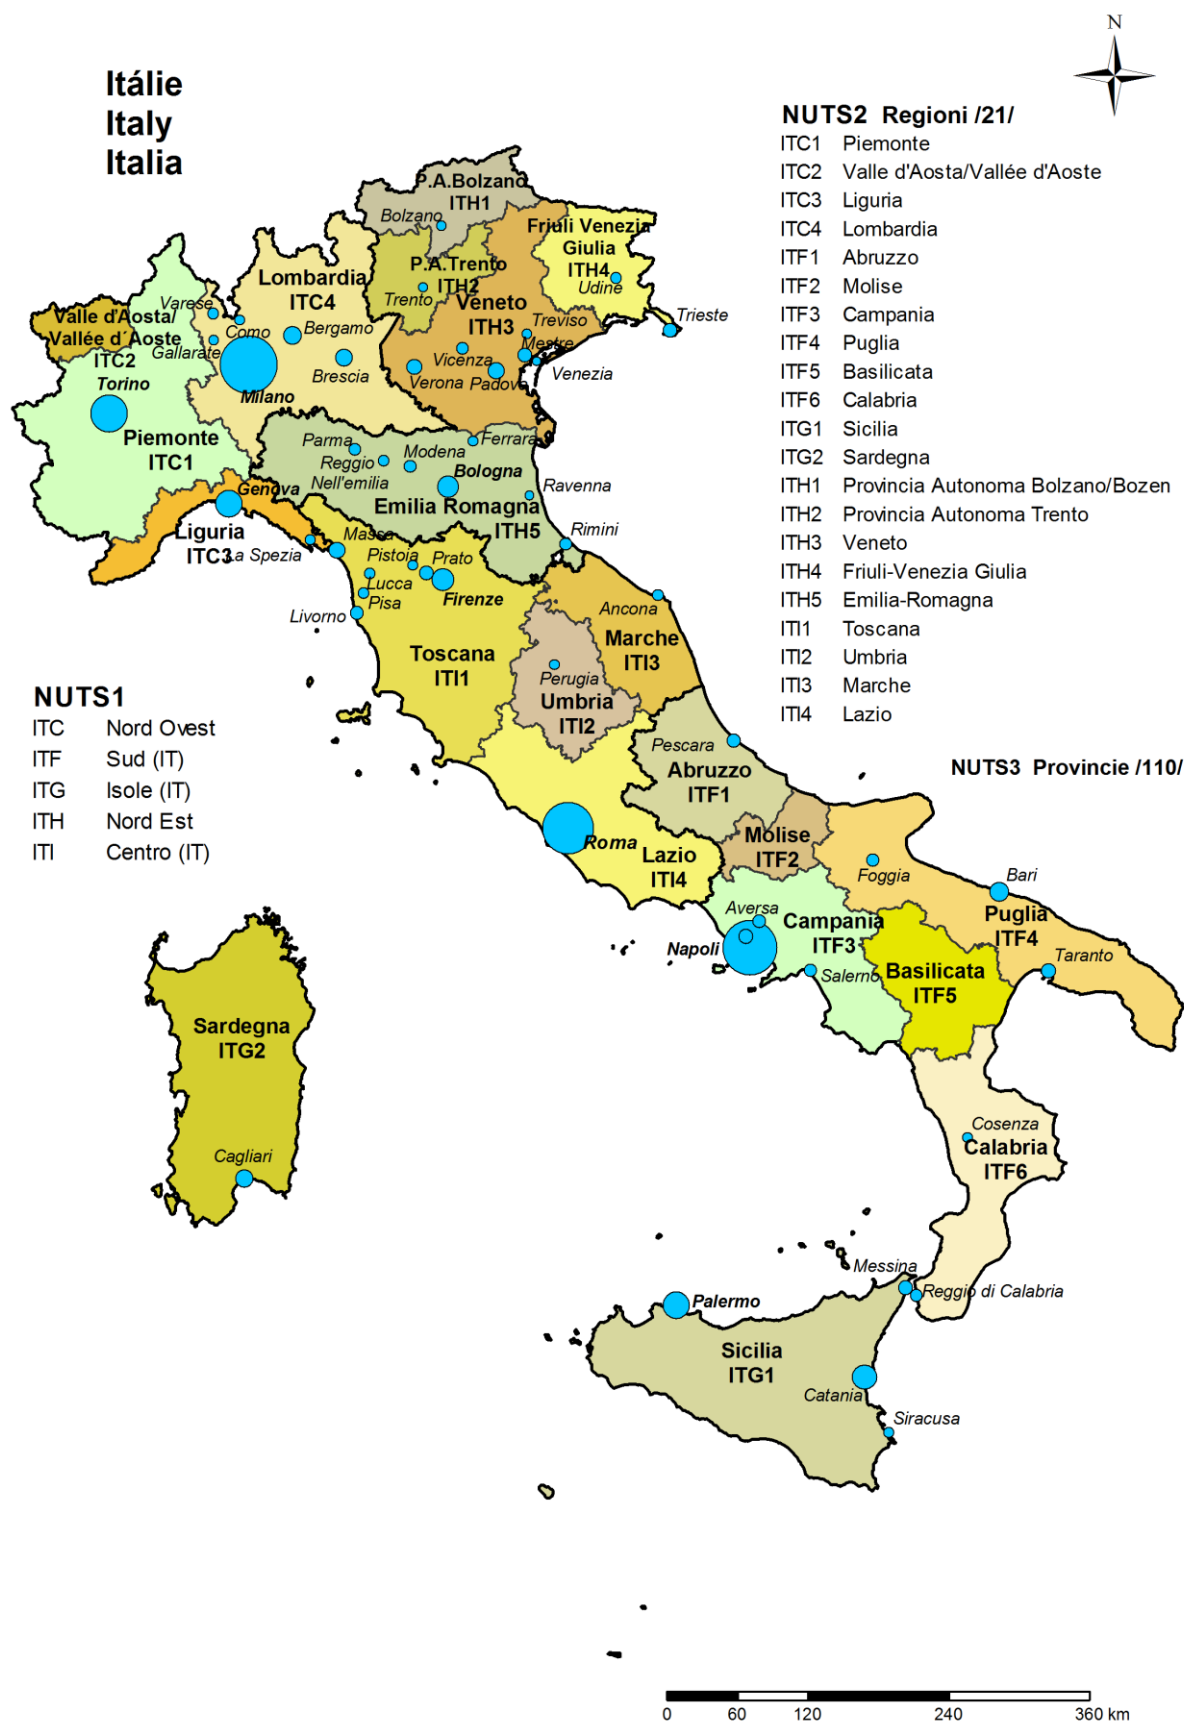 N
Itálie
Italy
Italia
NUTS2 Regioni /21/
ITC1 Piemonte
ITC2 Valle d'Aosta/Vallée d'Aoste
ITC3 Liguria
ITC4 Lombardia
ITF1 Abruzzo
ITF2 Molise
ITF3 Campania
ITF4 Puglia
ITF5 Basilicata
ITF6 Calabria
ITG1 Sicilia
ITG2 Sardegna
ITH1 Provincia Autonoma Bolzano/Bozen
ITH2 Provincia Autonoma Trento
ITH3 Veneto
ITH4 Friuli-Venezia Giulia
ITH5 Emilia-Romagna
ITI1 Toscana
ITI2 Umbria
ITI3 Marche
ITI4 Lazio
NUTS3 Provincie /110/
NUTS1
ITC Nord Ovest
ITF Sud (IT)
ITG Isole (IT)
ITH Nord Est
ITI Centro (IT)
P.A.Bolzano
ITH1
Bolzano
Friuli Venezia
Giulia
ITH4
Udine
Trieste
P.A.Trento
ITH2
Trento
Lombardia
ITC4
Varese
Como
Gallarate
Bergamo
Brescia
Milano
Veneto
ITH3
Treviso
Mestre
Vicenza
Venezia
Verona
Padova
Valle d'Aosta/
Vallée d´Aoste
ITC2
Torino
Piemonte
ITC1
Parma
Reggio
Nell'emilia
Modena
Ferrara
Bologna
Ravenna
Emilia Romagna
ITH5
Rimini
Genova
Liguria
ITC3
La Spezia
Massa
Pistoia
Prato
Lucca
Pisa
Firenze
Livorno
Toscana
ITI1
Ancona
Marche
ITI3
Perugia
Umbria
ITI2
Pescara
Abruzzo
ITF1
Roma
Lazio
ITI4
Molise
ITF2
Foggia
Bari
Puglia
ITF4
Taranto
Aversa
Campania
ITF3
Napoli
Salerno
Basilicata
ITF5
Sardegna
ITG2
Cagliari
Cosenza
Calabria
ITF6
Messina
Reggio di Calabria
Palermo
Sicilia
ITG1
Catania
Siracusa
0 60 120 240 360 km